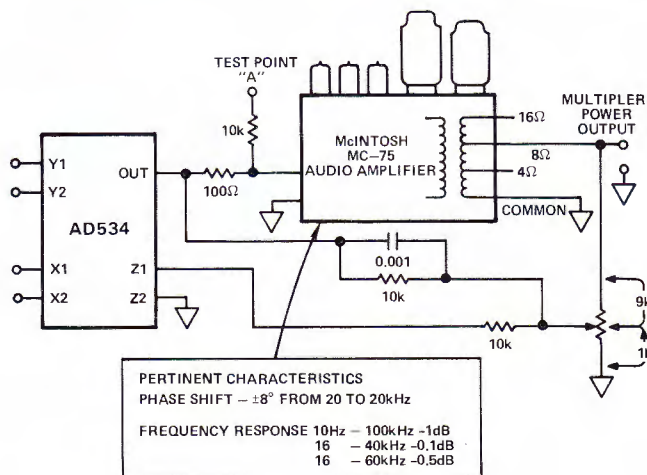 TEST POINT
"A"
10k
McINTOSH
MC-75
AUDIO AMPLIFIER
16Ω
8Ω
4Ω
COMMON
MULTIPLER
POWER
OUTPUT
Y1
Y2
X1
X2
AD534
OUT
Z1
Z2
100Ω
0.001
10k
10k
9k
PERTINENT CHARACTERISTICS
PHASE SHIFT – ±8° FROM 20 TO 20kHz
FREQUENCY RESPONSE 10Hz – 100kHz -1dB
16 – 40kHz -0.1dB
16 – 60kHz -0.5dB